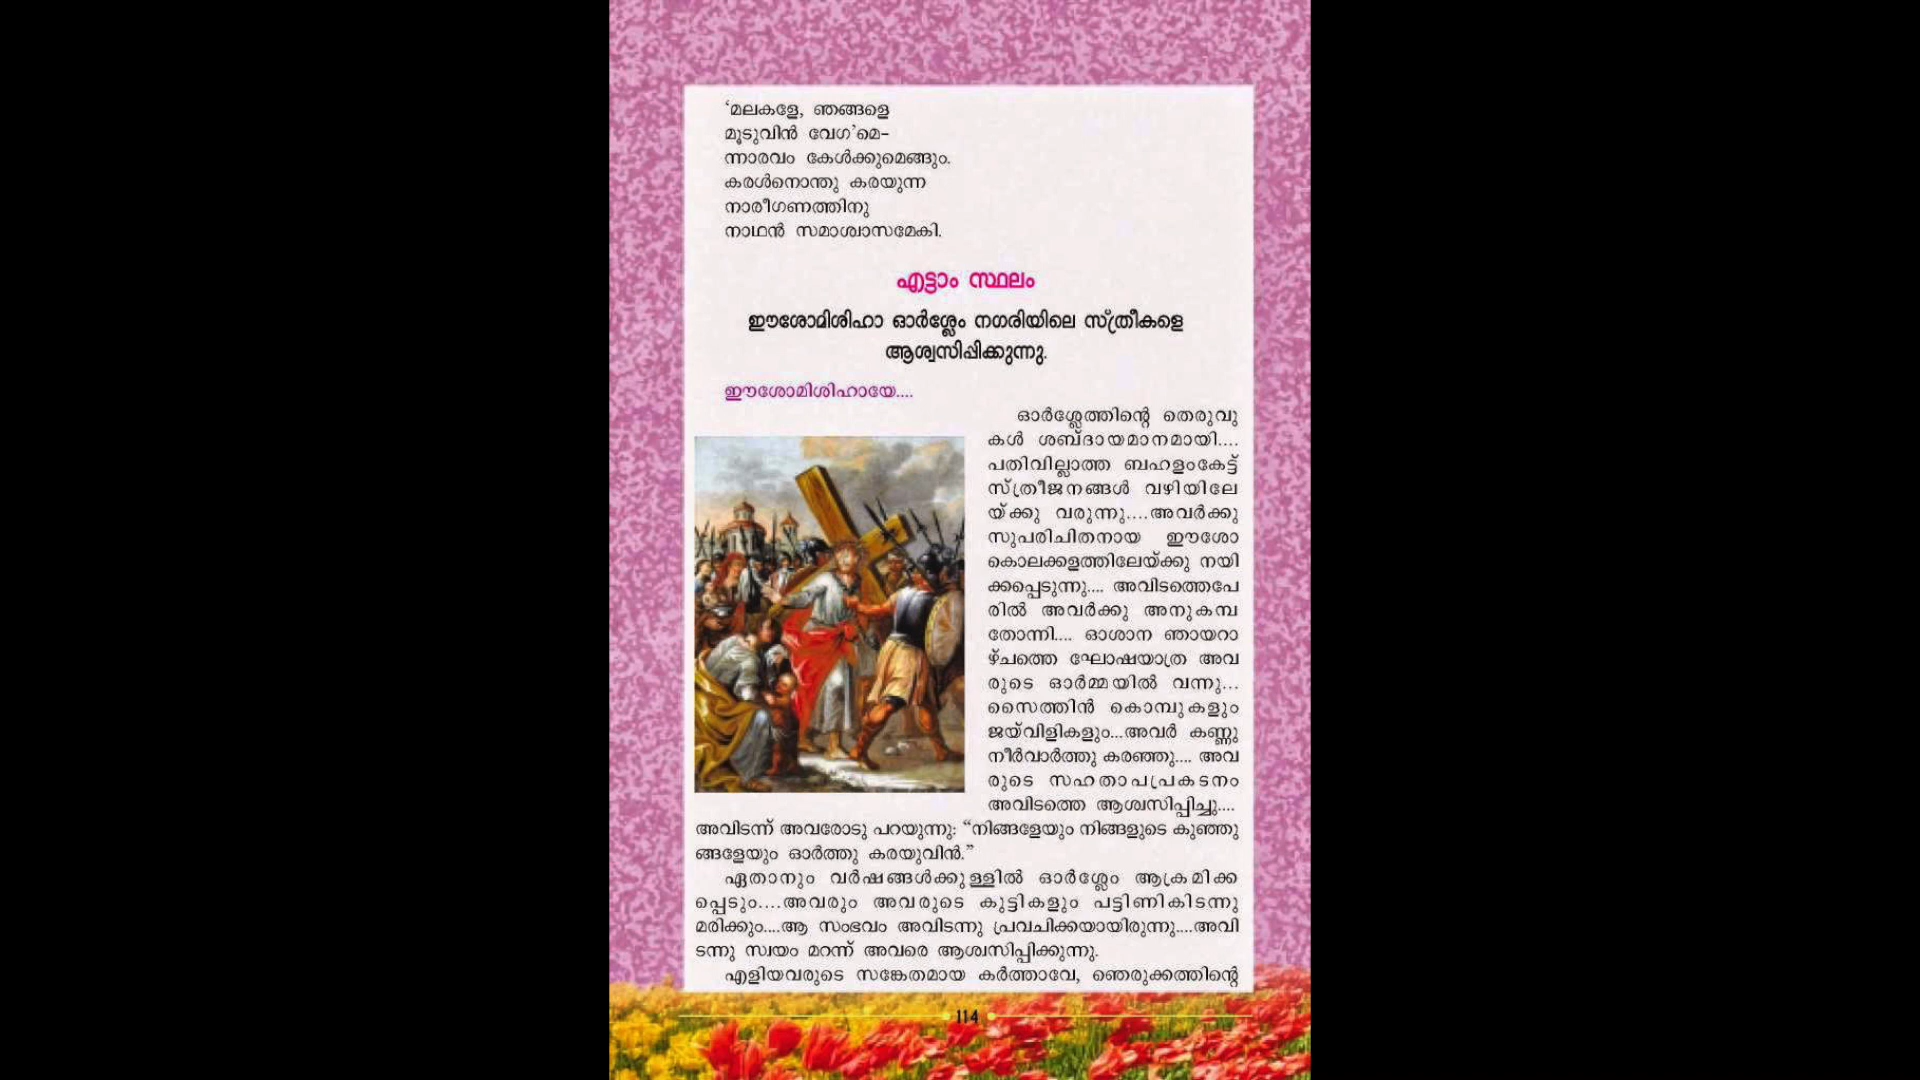 ‘മലകളേ, ഞങ്ങളെ
മൂടുവിൻ വേഗ’മെ-
ന്നാരവം കേൾക്കുമെങ്ങും.
കരൾനൊന്തു കരയുന്ന
നാരീഗണത്തിനു
നാഥൻ സമാശ്വാസമേകി.
എട്ടാം സ്ഥലം
ഈശോമിശിഹാ ഓർശ്ലേം നഗരിയിലെ സ്ത്രീകളെ
ആശ്വസിപ്പിക്കുന്നു.
ഈശോമിശിഹായേ....
ഓർശ്ലേത്തിന്റെ തെരുവു
കൾ ശബ്ദായമാനമായി....
പതിവില്ലാത്ത ബഹളംകേട്ട്
സ്ത്രീജനങ്ങൾ വഴിയിലേ
യ്ക്കു വരുന്നു....അവർക്കു
സുപരിചിതനായ ഈശോ
കൊലക്കളത്തിലേയ്ക്കു നയി
ക്കപ്പെടുന്നു.... അവിടത്തെപേ
രിൽ അവർക്കു അനുകമ്പ
തോന്നി.... ഓശാന ഞായറാ
ഴ്ചത്തെ ഘോഷയാത്ര അവ
രുടെ ഓർമ്മയിൽ വന്നു...
സൈത്തിൻ കൊമ്പുകളും
ജയ്‌വിളികളും...അവർ കണ്ണു
നീർവാർത്തു കരഞ്ഞു.... അവ
രുടെ സഹതാപപ്രകടനം
അവിടത്തെ ആശ്വസിപ്പിച്ചു....
അവിടന്ന് അവരോടു പറയുന്നു: “നിങ്ങളേയും നിങ്ങളുടെ കുഞ്ഞു
ങ്ങളേയും ഓർത്തു കരയുവിൻ.”
ഏതാനും വർഷങ്ങൾക്കുള്ളിൽ ഓർശ്ലേം ആക്രമിക്ക
പ്പെടും....അവരും അവരുടെ കുട്ടികളും പട്ടിണികിടന്നു
മരിക്കും....ആ സംഭവം അവിടന്നു പ്രവചിക്കയായിരുന്നു....അവി
ടന്നു സ്വയം മറന്ന് അവരെ ആശ്വസിപ്പിക്കുന്നു.
എളിയവരുടെ സങ്കേതമായ കർത്താവേ, ഞെരുക്കത്തിന്റെ
114